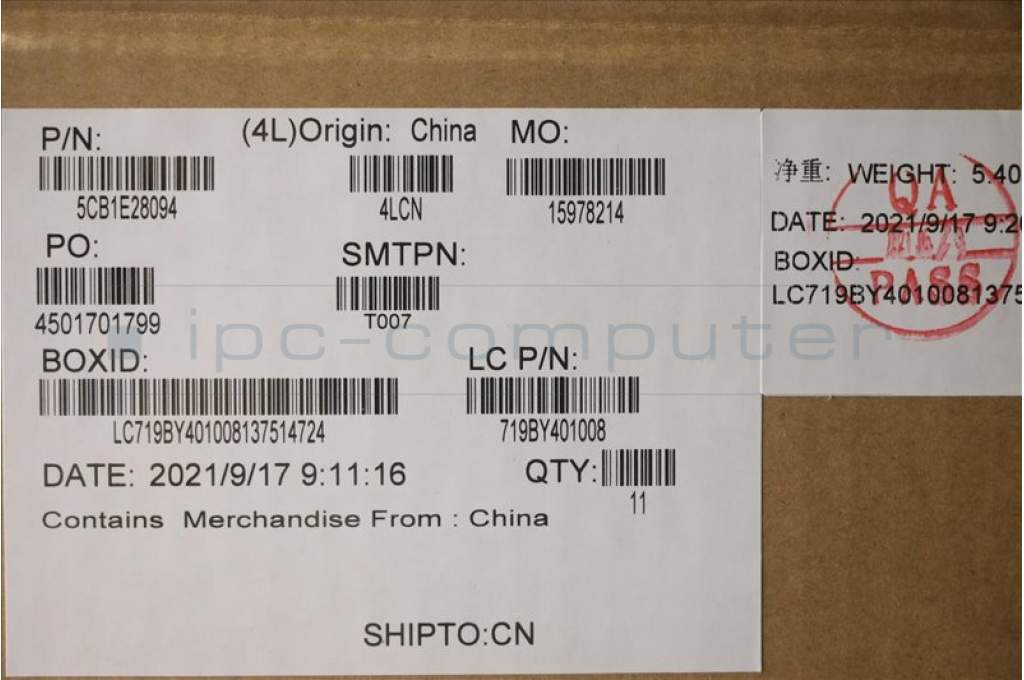 P/N:
(4L)Origin: China
MO:
5CB1E28094
4LCN
15978214
PO:
SMTPN:
4501701799
T007
BOXID:
LC P/N:
LC719BY401008137514724
719BY401008
DATE: 2021/9/17 9:11:16
QTY:
11
Contains Merchandise From : China
SHIPTO:CN
净重: WEIGHT: 5.40
DATE: 2021/9/17 9:20
BOXID:
LC719BY4010081375
QA
PASS
ipc-computer